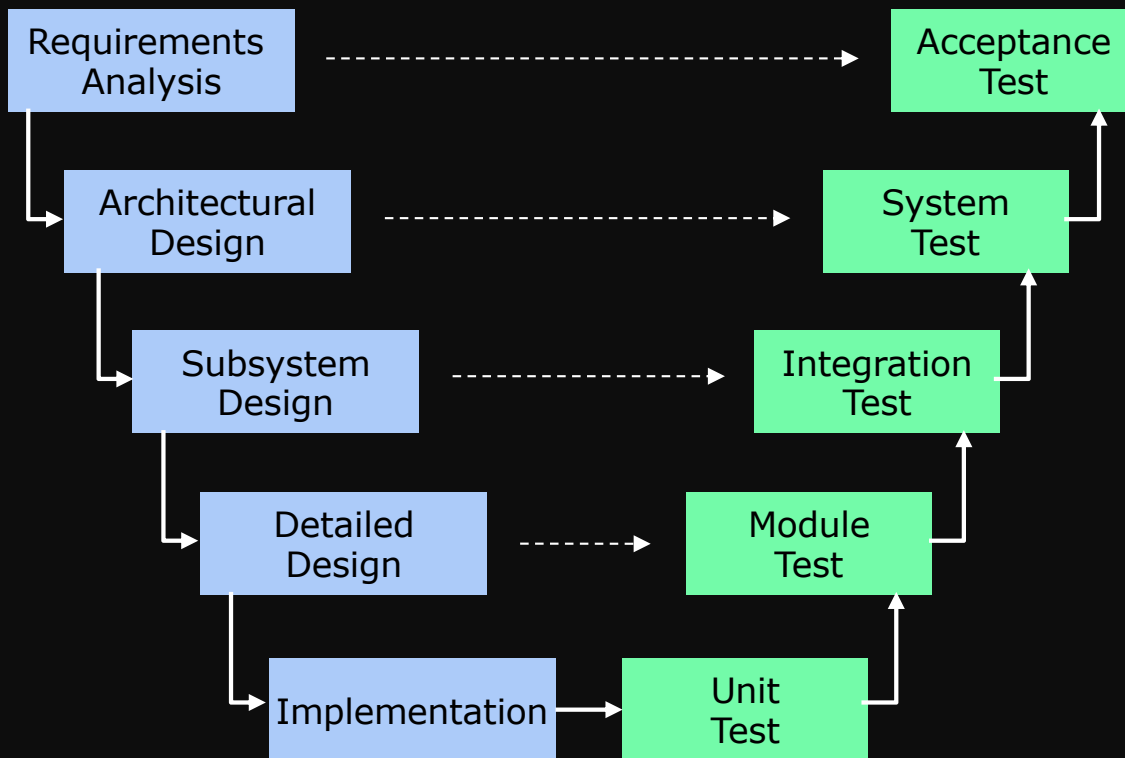 Requirements
Analysis
Acceptance
Test
Architectural
Design
System
Test
Subsystem
Design
Integration
Test
Detailed
Design
Module
Test
Implementation
Unit
Test